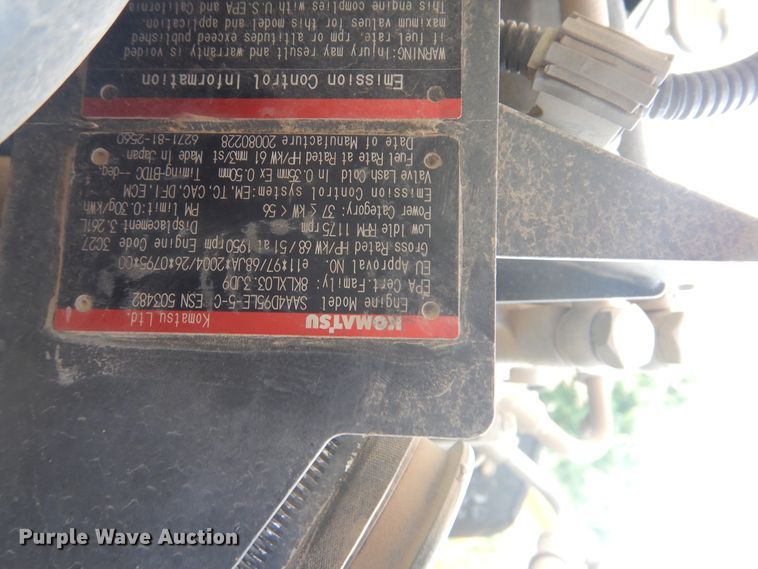 KOMATSU Komatsu Ltd.
Engine Model SAA4D95LE-5-C ESN 503482
EPA Cert.Family: 8KLXL03.3JD9
EU Approval NO. e11*97/68JA*2004/26*0795*00
Gross Rated HP/kW 68/51 at 1950 rpm Engine Code 3C27
Low Idle RPM 1175 rpm Displacement 3.261L
Power Category: 37 ≤ kW < 56 PM limit:0.30g/kWh
Emission Control System:EM, TC, CAC, DFI, ECM
Valve Lash Cold In 0.35mm Ex 0.50mm Timing-BTDC --deg.
Fuel Rate at Rated HP/kW 61 mm3/st Made In Japan
Date of Manufacture 20080228 6271-81-2560
Emission Control Information
WARNING: Injury may result and warranty is voided
if fuel rate, rpm or altitudes exceed published
maximum values for this model and application.
This engine complies with U.S.EPA and California
Purple Wave Auction